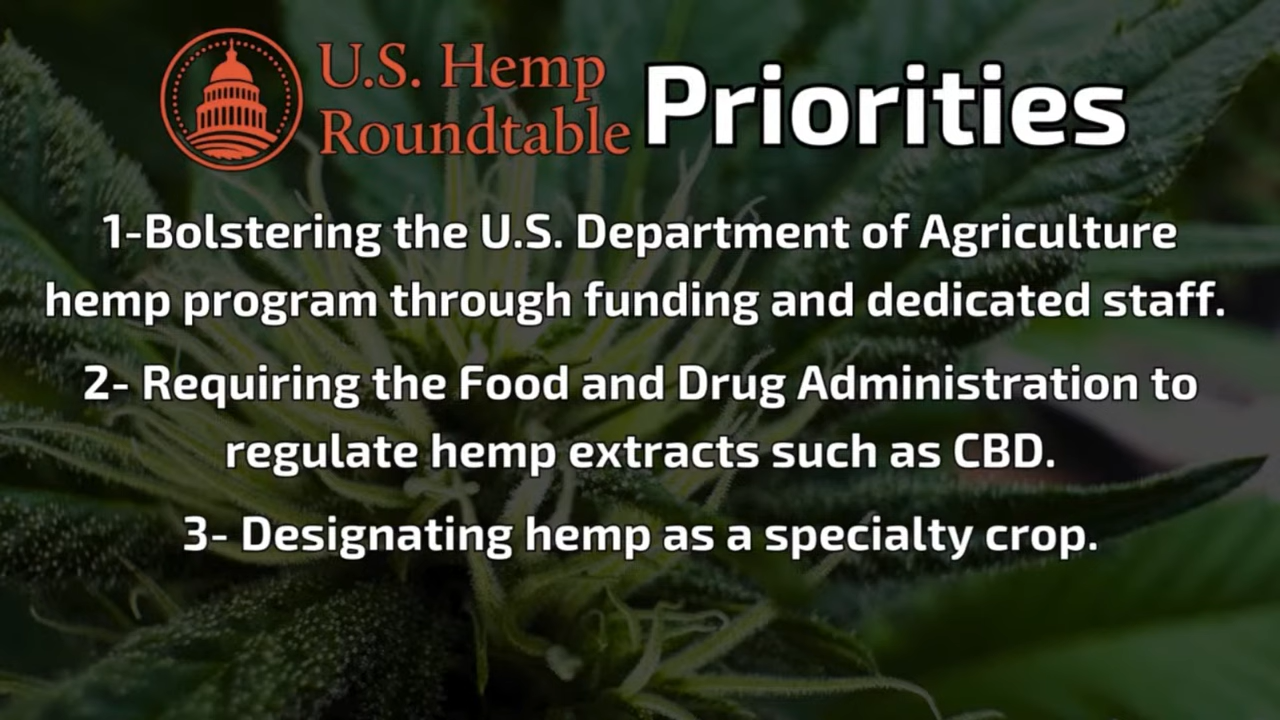 U.S. Hemp
Roundtable
Priorities
1-Bolstering the U.S. Department of Agriculture
hemp program through funding and dedicated staff.
2- Requiring the Food and Drug Administration to
regulate hemp extracts such as CBD.
3- Designating hemp as a specialty crop.